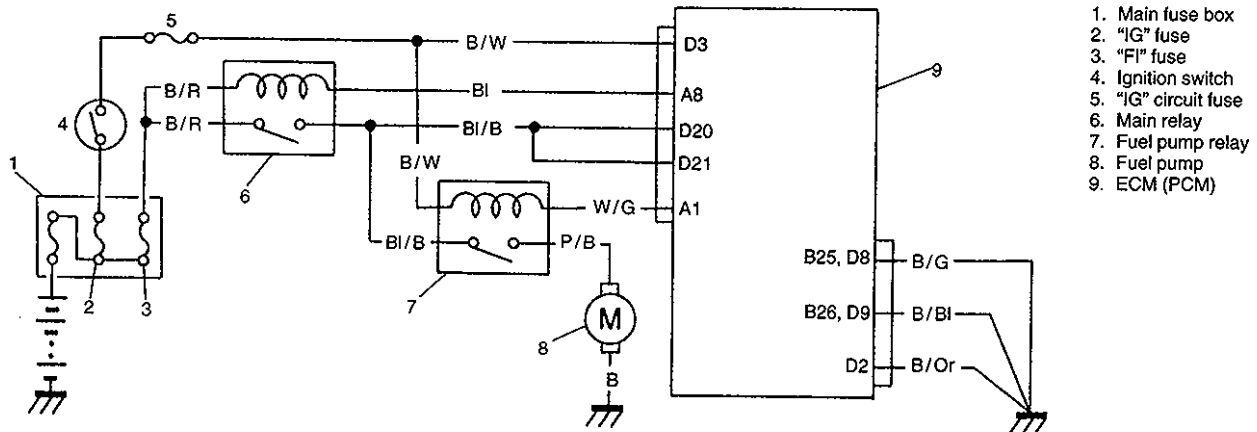 5
B/W
D3
1. Main fuse box
2. "IG" fuse
3. "FI" fuse
4. Ignition switch
5. "IG" circuit fuse
6. Main relay
7. Fuel pump relay
8. Fuel pump
9. ECM (PCM)
9
B/R
Bl
A8
4
B/R
Bl/B
D20
D21
B/W
1
6
W/G
A1
Bl/B
P/B
B25, D8
B/G
7
2
3
M
B26, D9
B/Bl
8
D2
B/Or
B